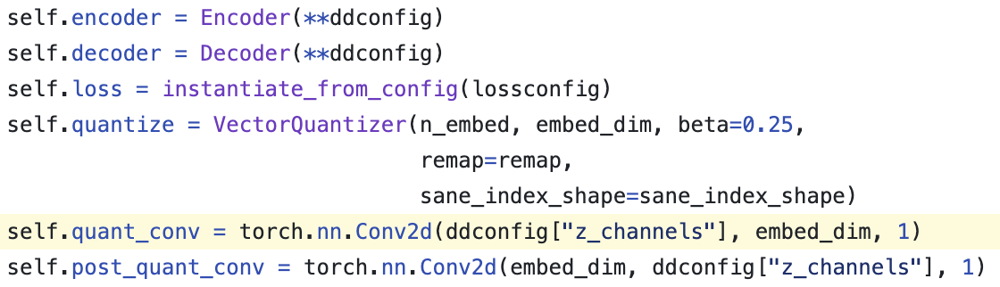 self.encoder = Encoder(**ddconfig)
self.decoder = Decoder(**ddconfig)
self.loss = instantiate_from_config(lossconfig)
self.quantize = VectorQuantizer(n_embed, embed_dim, beta=0.25,
                                remap=remap,
                                sane_index_shape=sane_index_shape)
self.quant_conv = torch.nn.Conv2d(ddconfig["z_channels"], embed_dim, 1)
self.post_quant_conv = torch.nn.Conv2d(embed_dim, ddconfig["z_channels"], 1)